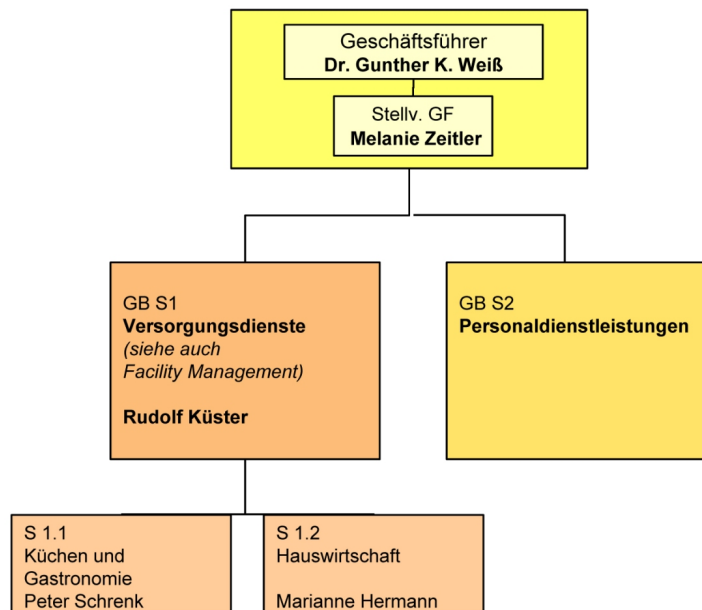 Geschäftsführer
Dr. Gunther K. Weiß
Stellv. GF
Melanie Zeitler
GB S1
Versorgungsdienste
(siehe auch
Facility Management)
Rudolf Küster
GB S2
Personaldienstleistungen
S 1.1
Küchen und
Gastronomie
Peter Schrenk
S 1.2
Hauswirtschaft
Marianne Hermann